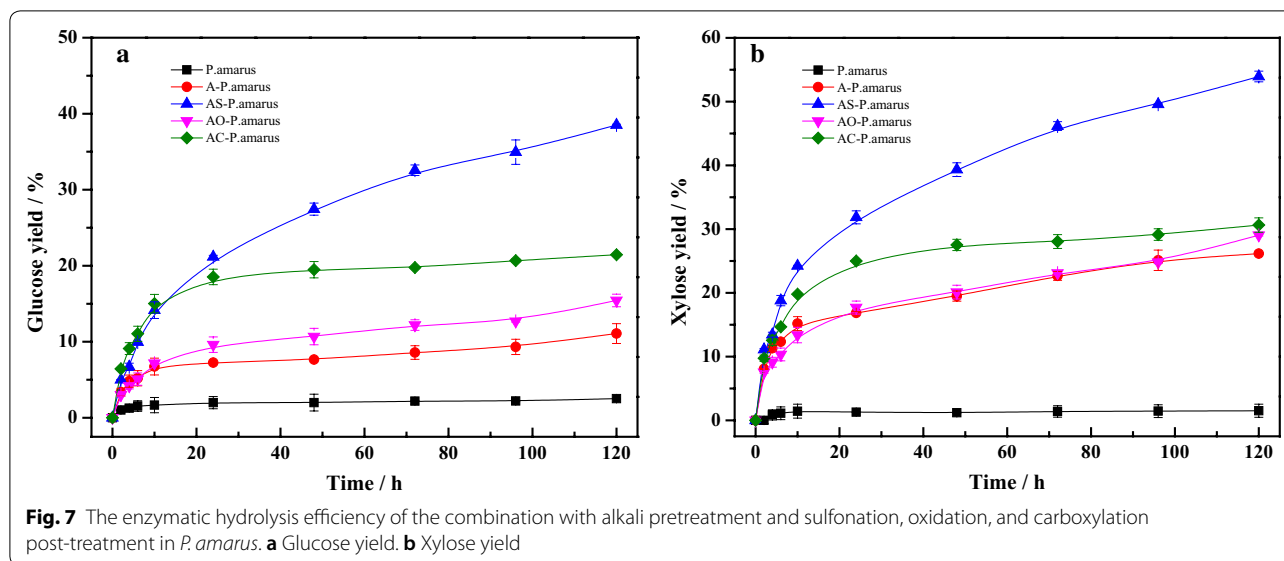 a
P.amarus
A-P.amarus
AS-P.amarus
AO-P.amarus
AC-P.amarus
50
40
30
20
10
0
Glucose yield / %
0 20 40 60 80 100 120
Time / h
b
P.amarus
A-P.amarus
AS-P.amarus
AO-P.amarus
AC-P.amarus
60
50
40
30
20
10
0
Xylose yield / %
0 20 40 60 80 100 120
Time / h
Fig. 7 The enzymatic hydrolysis efficiency of the combination with alkali pretreatment and sulfonation, oxidation, and carboxylation
post-treatment in P. amarus. a Glucose yield. b Xylose yield